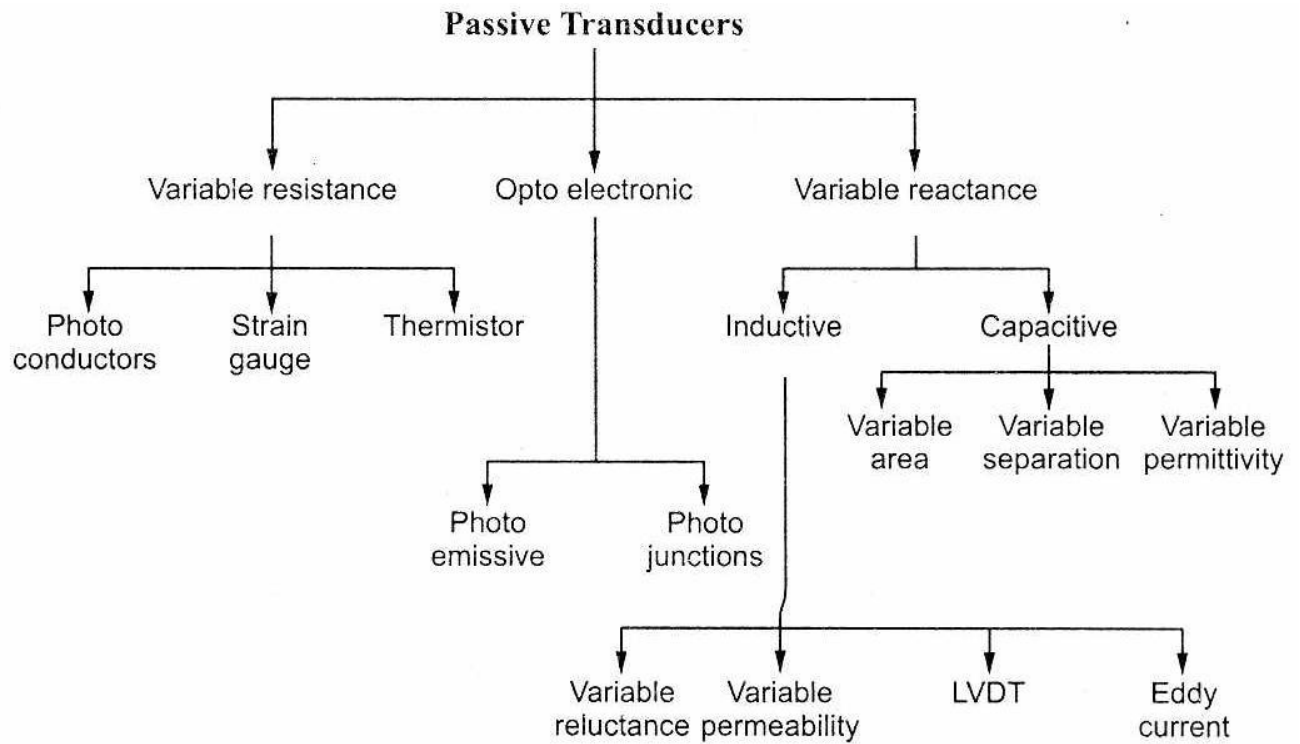 Passive Transducers
Variable resistance
Opto electronic
Variable reactance
Photo
conductors
Strain
gauge
Thermistor
Inductive
Capacitive
Variable
area
Variable
separation
Variable
permittivity
Photo
emissive
Photo
junctions
Variable
reluctance
Variable
permeability
LVDT
Eddy
current